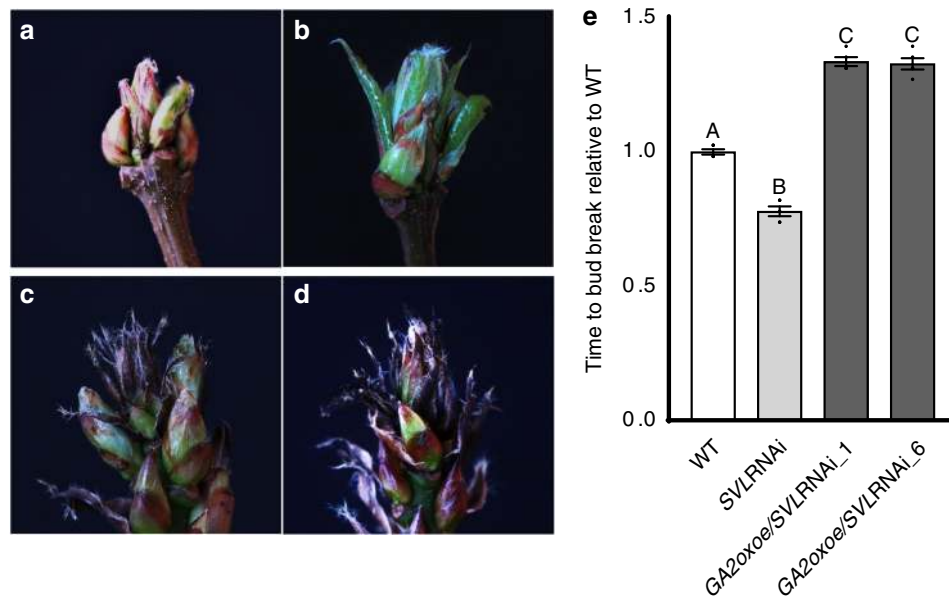 a
b
c
d
e
Time to bud break relative to WT
1.5
1.0
0.5
0.0
A
B
C
C
WT
SVLRNAi
GA2oxoe/SVLRNAi_1
GA2oxoe/SVLRNAi_6